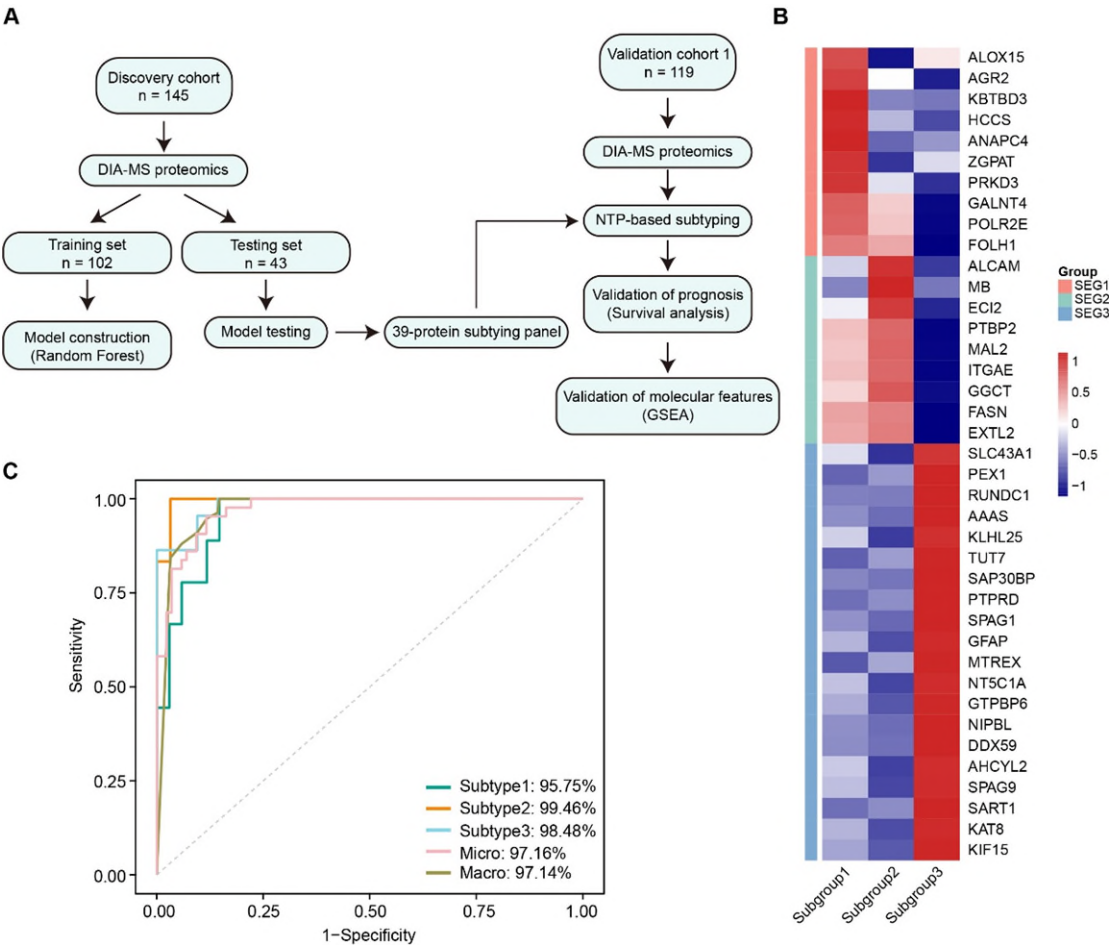 A
Discovery cohort
n = 145
DIA-MS proteomics
Training set
n = 102
Testing set
n = 43
Model construction
(Random Forest)
Model testing
39-protein subtying panel
Validation cohort 1
n = 119
DIA-MS proteomics
NTP-based subtyping
Validation of prognosis
(Survival analysis)
Validation of molecular features
(GSEA)
B
ALOX15
AGR2
KBTBD3
HCCS
ANAPC4
ZGPAT
PRKD3
GALNT4
POLR2E
FOLH1
ALCAM
MB
ECI2
PTBP2
MAL2
ITGAE
GGCT
FASN
EXTL2
SLC43A1
PEX1
RUNDC1
AAAS
KLHL25
TUT7
SAP30BP
PTPRD
SPAG1
GFAP
MTREX
NT5C1A
GTPBP6
NIPBL
DDX59
AHCYL2
SPAG9
SART1
KAT8
KIF15
Subgroup1
Subgroup2
Subgroup3
Group
SEG1
SEG2
SEG3
1
0.5
0
−0.5
−1
C
Sensitivity
1.00
0.75
0.50
0.25
0.00
Subtype1: 95.75%
Subtype2: 99.46%
Subtype3: 98.48%
Micro: 97.16%
Macro: 97.14%
0.00
0.25
0.50
0.75
1.00
1−Specificity